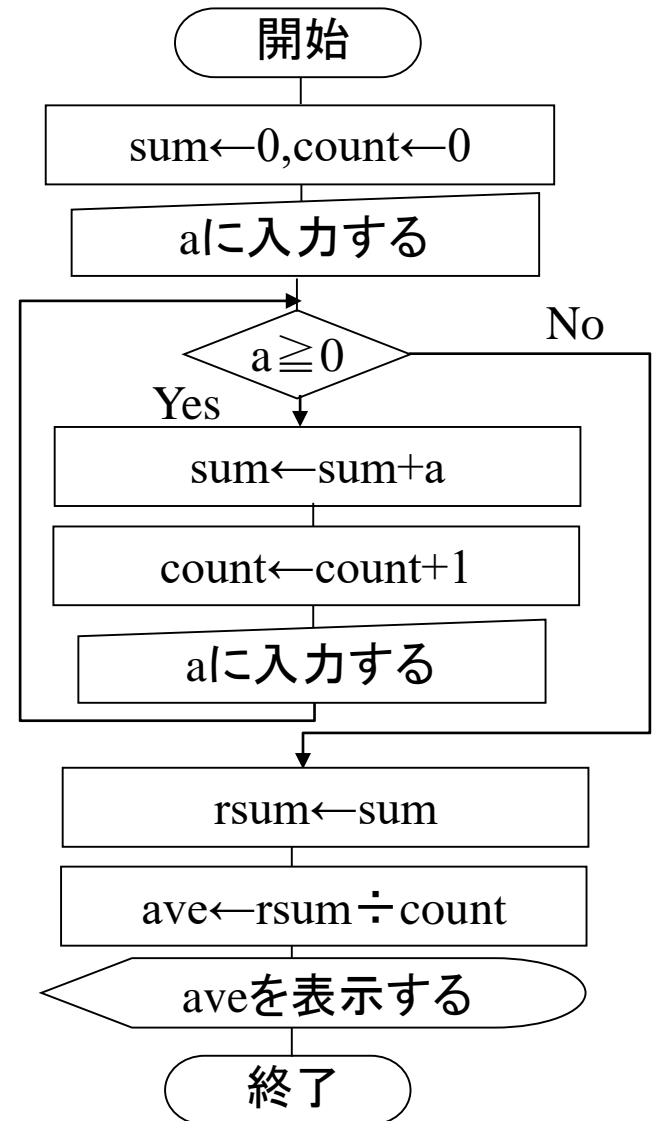 開始
sum←0,count←0
aに入力する
a≧0
No
Yes
sum←sum+a
count←count+1
aに入力する
rsum←sum
ave←rsum÷count
aveを表示する
終了